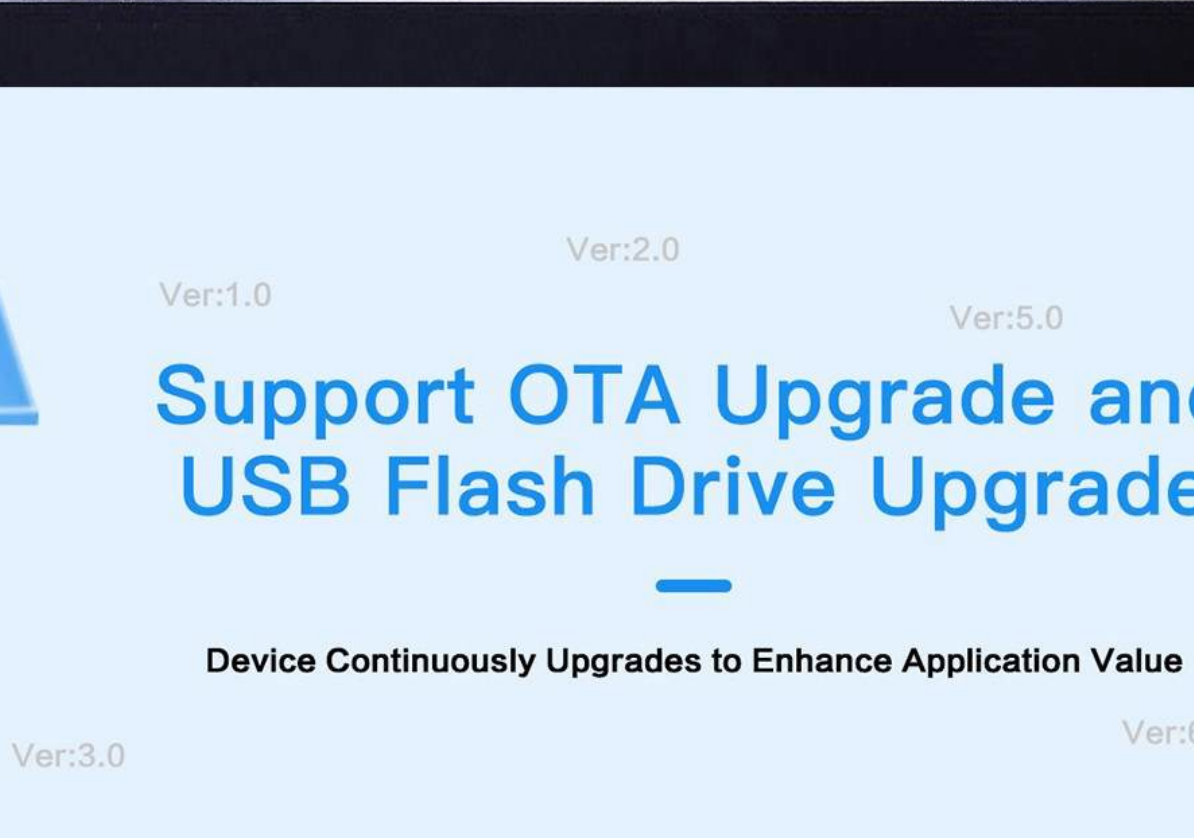 Ver:2.0
Ver:1.0
Ver:5.0
Support OTA Upgrade
USB Flash Drive Upgrade
Device Continuously Upgrades to Enhance Application Value
Ver:3.0